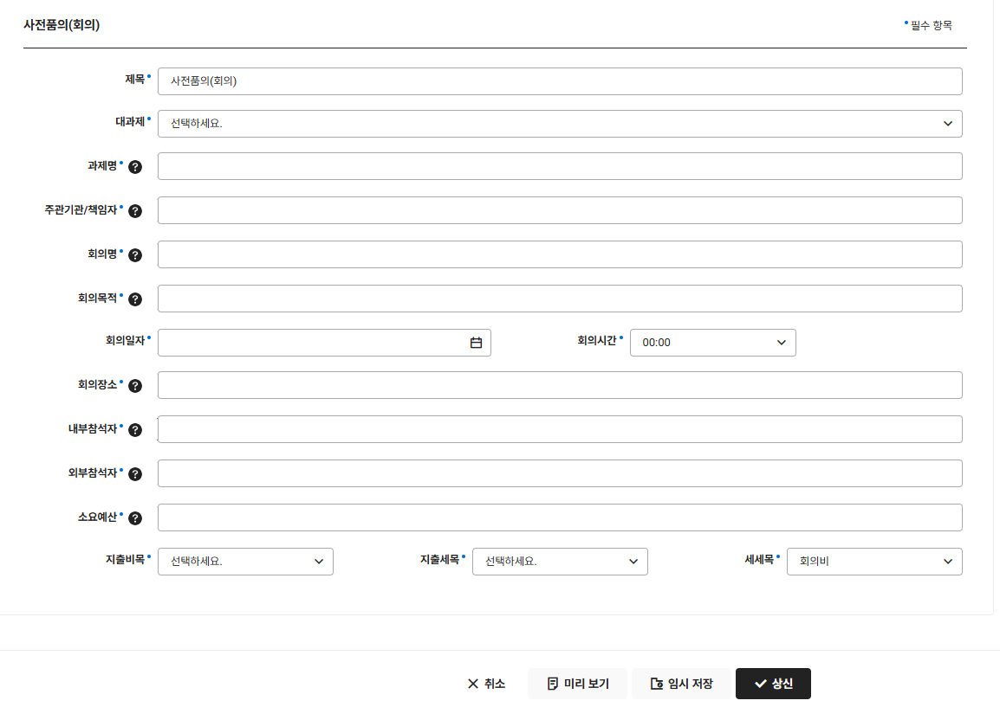 사전품의(회의)
필수 항목
제목 사전품의(회의)
대과제 선택하세요.
과제명
주관기관/책임자
회의명
회의목적
회의일자 회의시간 00:00
회의장소
내부참석자
외부참석자
소요예산
지출비목 선택하세요. 지출세목 선택하세요. 세세목 회의비
취소 미리 보기 임시 저장 상신